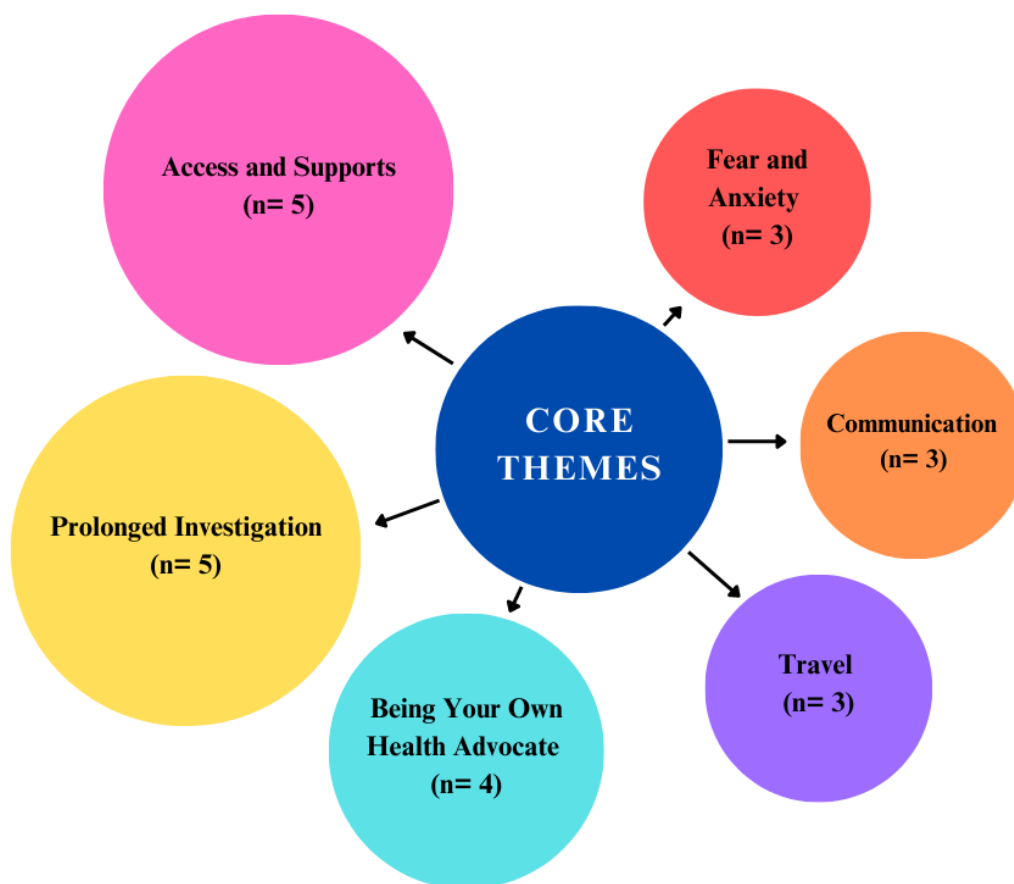 Access and Supports
(n= 5)
Fear and
Anxiety
(n= 3)
CORE
THEMES
Communication
(n= 3)
Prolonged Investigation
(n= 5)
Travel
(n= 3)
Being Your Own
Health Advocate
(n= 4)